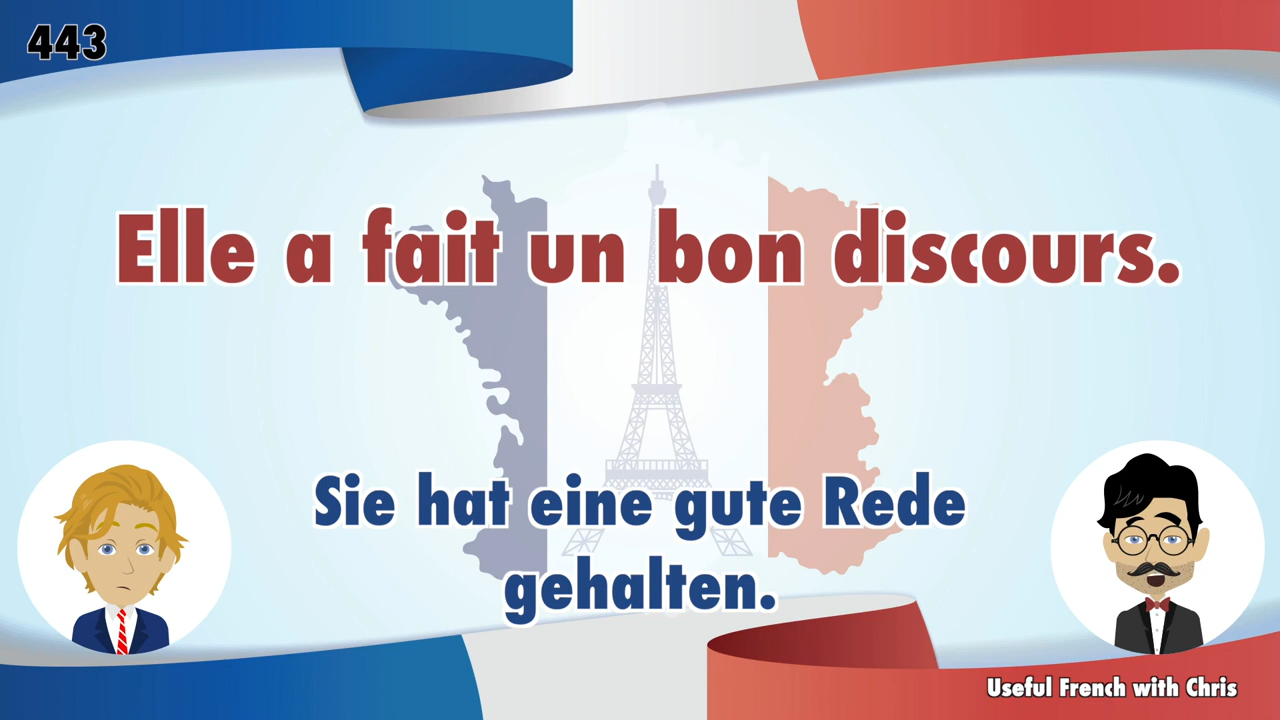 443
Elle a fait un bon discours.
Sie hat eine gute Rede
gehalten.
Useful French with Chris